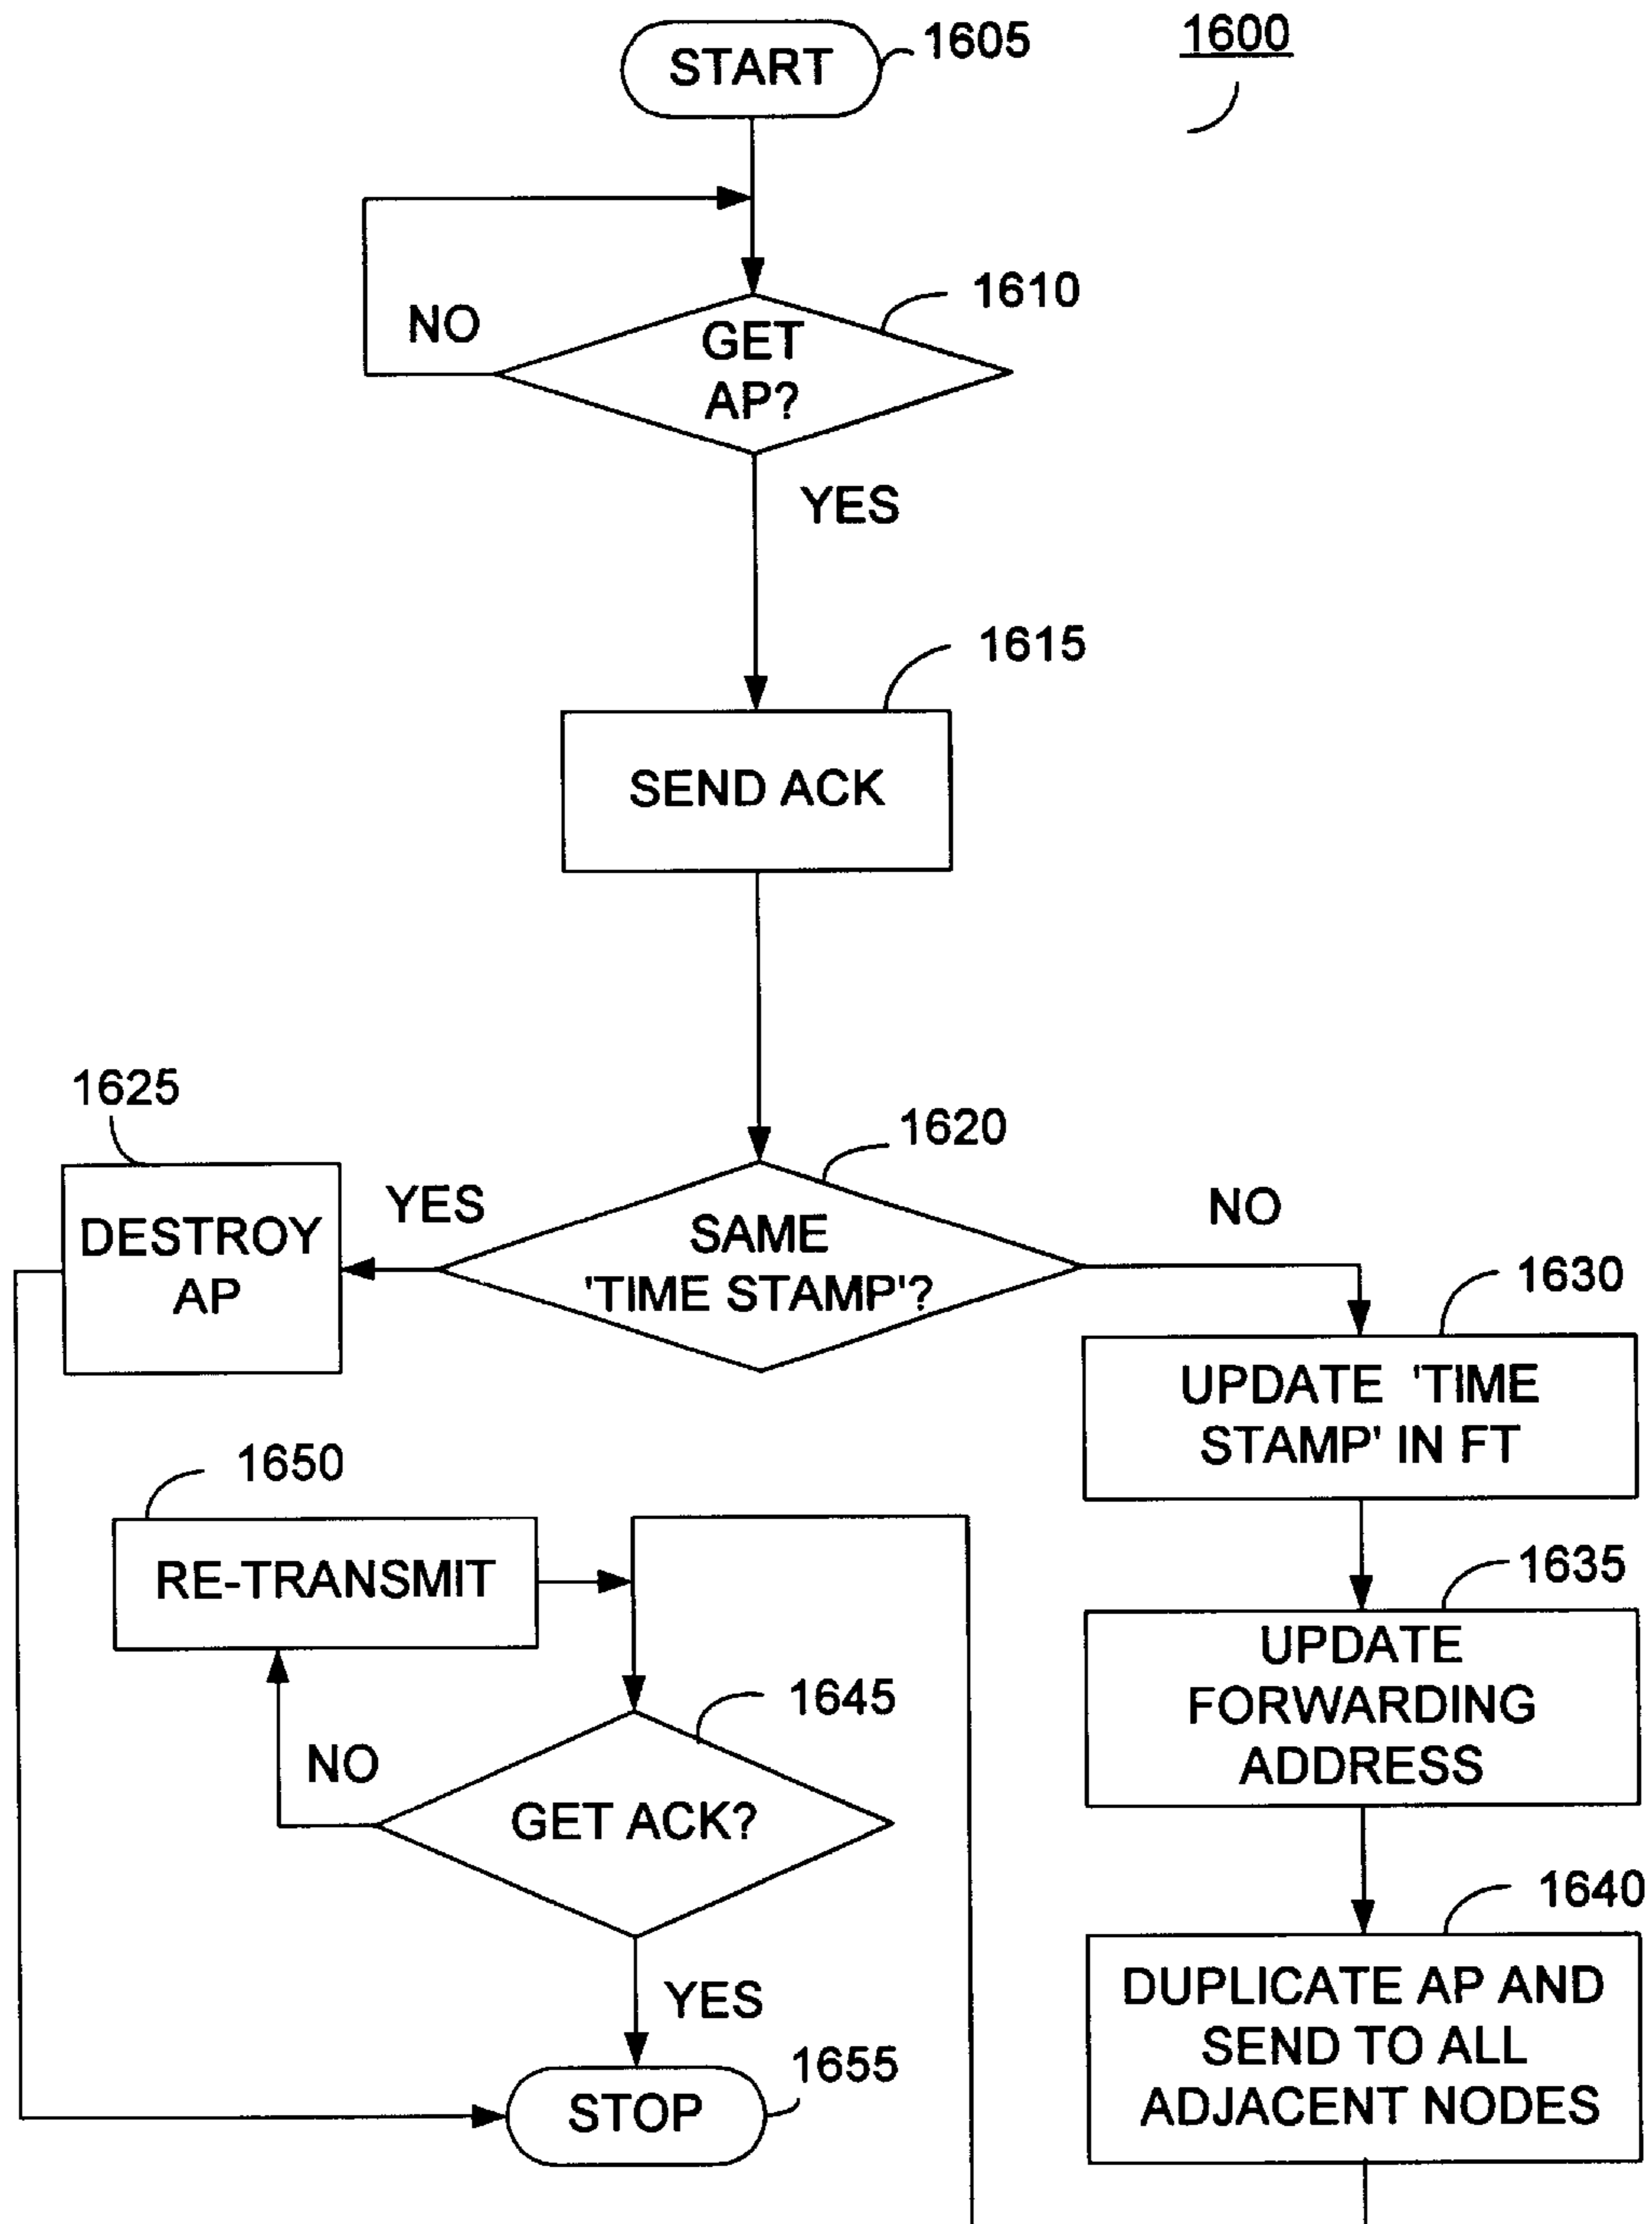 1600
START
1605
NO
GET
AP?
1610
YES
1615
SEND ACK
1625
1620
DESTROY
AP
YES
SAME
'TIME STAMP'?
NO
1630
UPDATE 'TIME
STAMP' IN FT
1650
RE-TRANSMIT
1635
UPDATE
FORWARDING
ADDRESS
1645
NO
GET ACK?
1640
DUPLICATE AP AND
SEND TO ALL
ADJACENT NODES
YES
STOP
1655